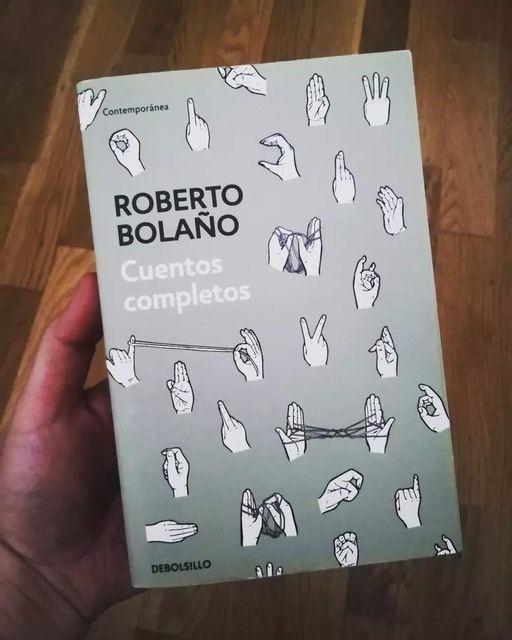 Contemporánea
ROBERTO
BOLAÑO
Cuentos
completos
DEBOLSILLO